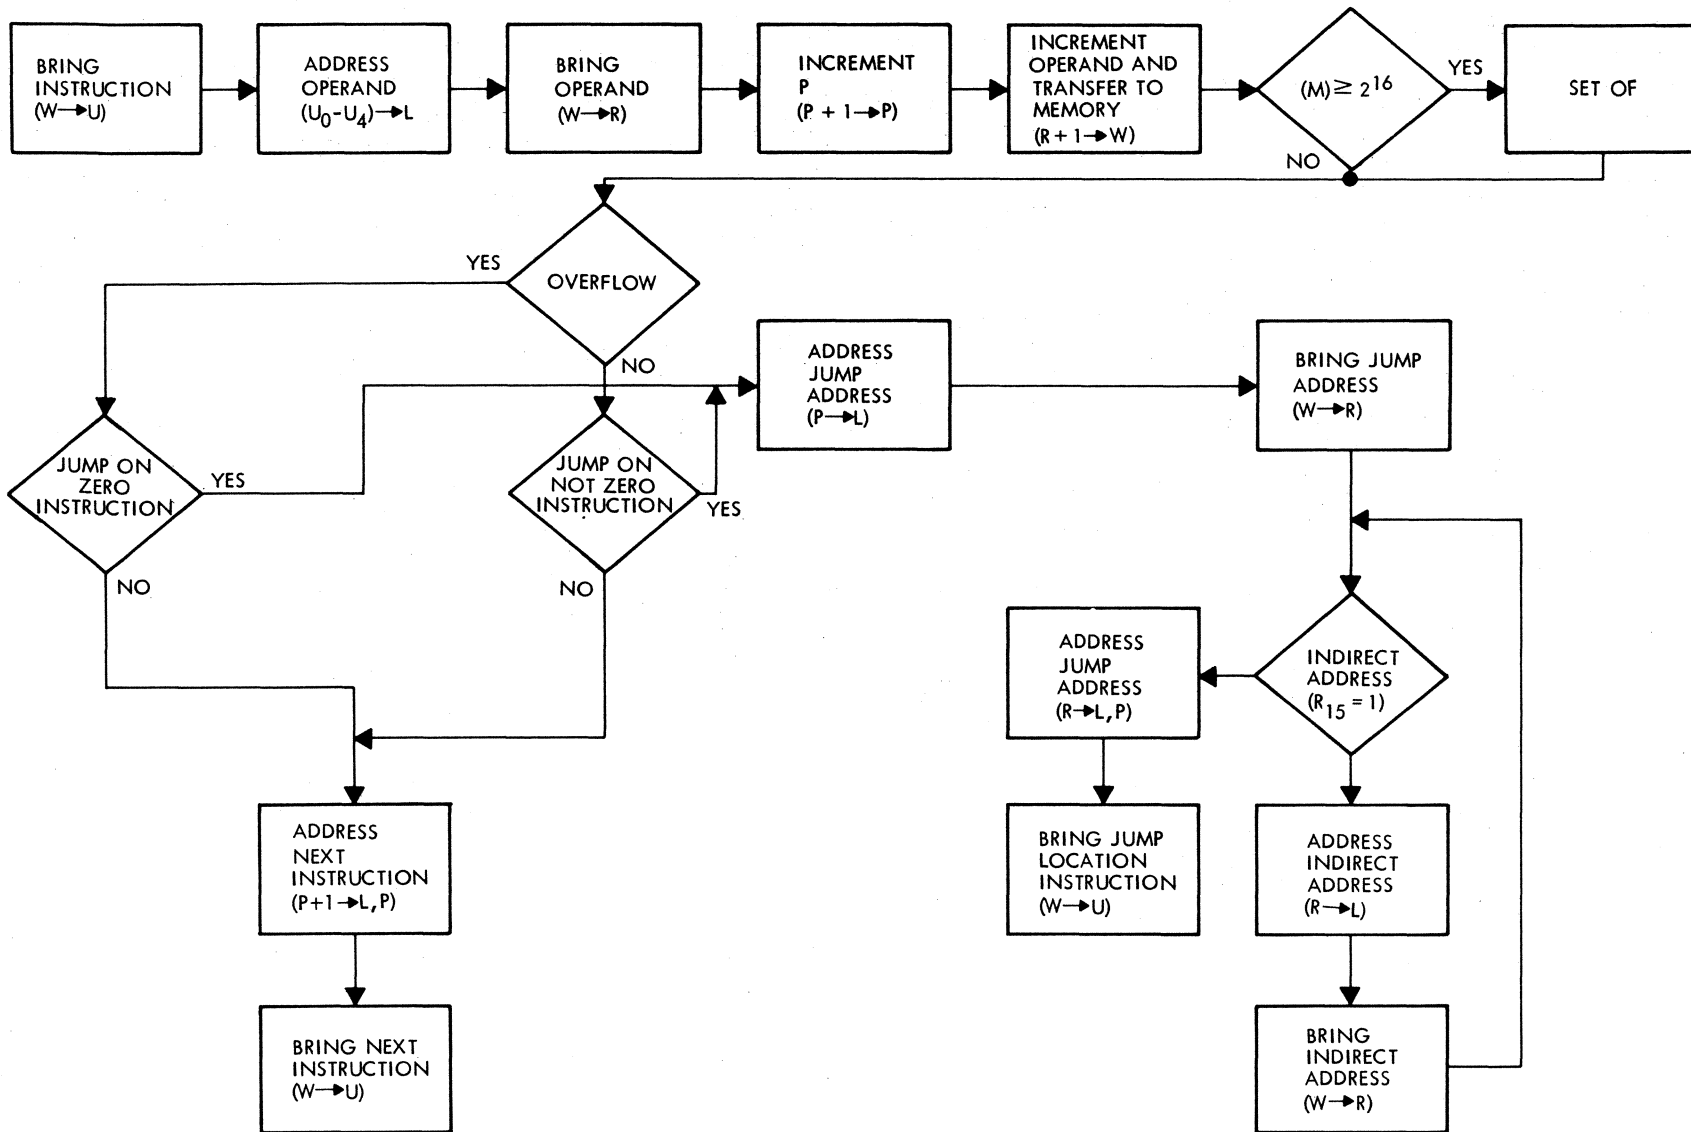 BRING
INSTRUCTION
(W→U)
ADDRESS
OPERAND
(U0-U4)→L
BRING
OPERAND
(W→R)
INCREMENT
P
(P + 1→P)
INCREMENT
OPERAND AND
TRANSFER TO
MEMORY
(R+1→W)
(M) ≥ 2^16
YES
NO
SET OF
OVERFLOW
YES
NO
JUMP ON
ZERO
INSTRUCTION
YES
NO
JUMP ON
NOT ZERO
INSTRUCTION
YES
NO
ADDRESS
JUMP
ADDRESS
(P→L)
BRING JUMP
ADDRESS
(W→R)
INDIRECT
ADDRESS
(R15 = 1)
ADDRESS
JUMP
ADDRESS
(R→L,P)
BRING JUMP
LOCATION
INSTRUCTION
(W→U)
ADDRESS
INDIRECT
ADDRESS
(R→L)
BRING
INDIRECT
ADDRESS
(W→R)
ADDRESS
NEXT
INSTRUCTION
(P+1→L,P)
BRING NEXT
INSTRUCTION
(W→U)